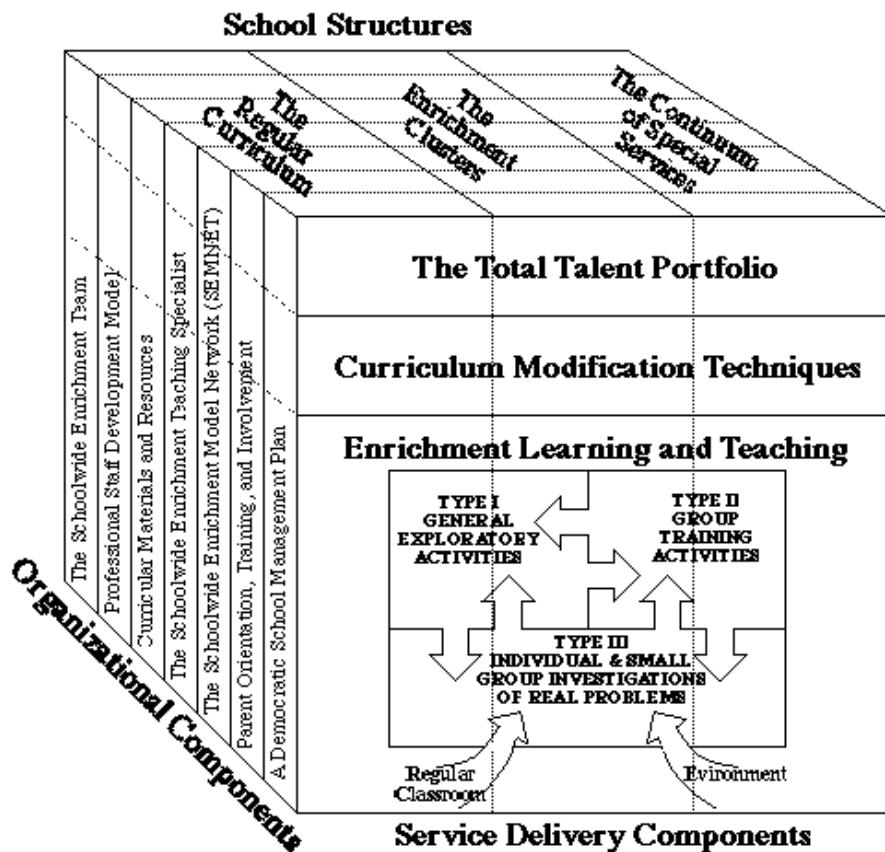 School Structures
The
Regular
Curriculum
The
Enrichment
Clusters
The Continuum
of Special
Services
The Schoolwide Enrichment Team
Professional Staff Development Model
Curricular Materials and Resources
The Schoolwide Enrichment Teaching Specialist
The Schoolwide Enrichment Model Network (SEMNET)
Parent Orientation, Training, and Involvement
A Democratic School Management Plan
Organizational Components
The Total Talent Portfolio
Curriculum Modification Techniques
Enrichment Learning and Teaching
TYPE I
GENERAL
EXPLORATORY
ACTIVITIES
TYPE II
GROUP
TRAINING
ACTIVITIES
TYPE III
INDIVIDUAL & SMALL
GROUP INVESTIGATIONS
OF REAL PROBLEMS
Regular
Classroom
Evironment
Service Delivery Components